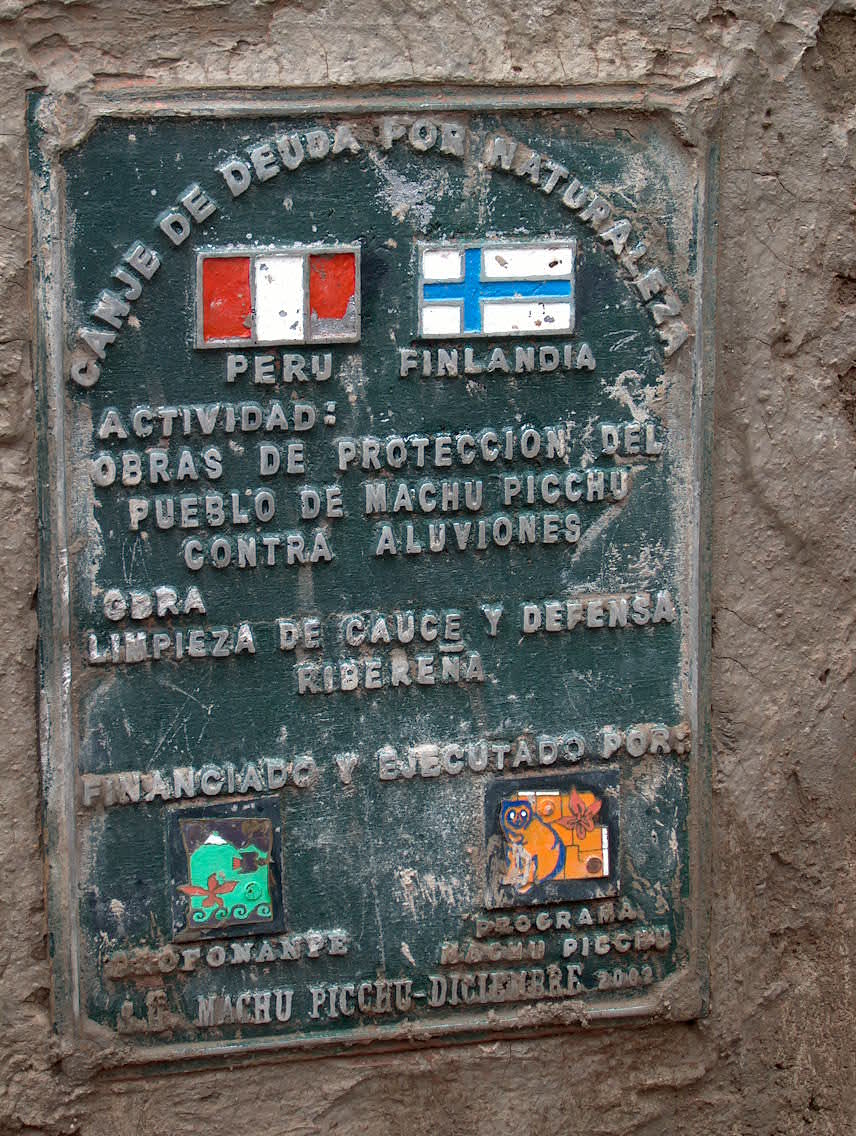 CANJE DE DEUDA POR NATURALEZA
PERU
FINLANDIA
ACTIVIDAD:
OBRAS DE PROTECCION DEL
PUEBLO DE MACHU PICCHU
CONTRA ALUVIONES
OBRA
LIMPIEZA DE CAUCE Y DEFENSA
RIBEREÑA
FINANCIADO Y EJECUTADO POR:
PROFONANPE
PROGRAMA
MACHU PICCHU
MACHU PICCHU-DICIEMBRE